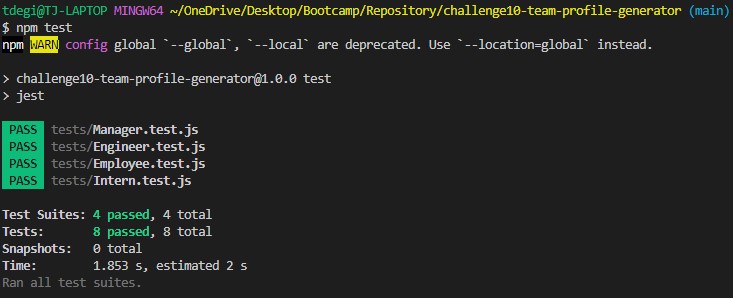 tdegi@TJ-LAPTOP MINGW64 ~/OneDrive/Desktop/Bootcamp/Repository/challenge10-team-profile-generator (main)
$ npm test
npm WARN config global `--global`, `--local` are deprecated. Use `--location=global` instead.
> challenge10-team-profile-generator@1.0.0 test
> jest
PASS tests/Manager.test.js
PASS tests/Engineer.test.js
PASS tests/Employee.test.js
PASS tests/Intern.test.js
Test Suites: 4 passed, 4 total
Tests: 8 passed, 8 total
Snapshots: 0 total
Time: 1.853 s, estimated 2 s
Ran all test suites.